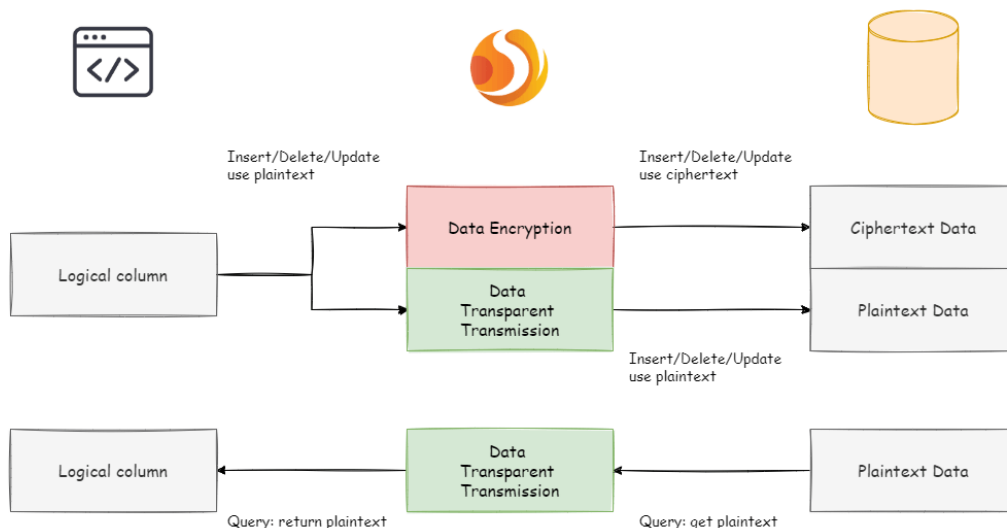 </>
Insert/Delete/Update
use plaintext
Insert/Delete/Update
use ciphertext
Logical column
Data Encryption
Ciphertext Data
Data
Transparent
Transmission
Plaintext Data
Insert/Delete/Update
use plaintext
Logical column
Data
Transparent
Transmission
Plaintext Data
Query: return plaintext
Query: get plaintext